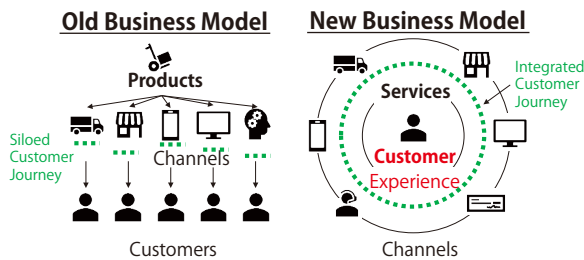 Old Business Model
Products
Siloed
Customer
Journey
Channels
Customers
New Business Model
Integrated
Customer
Journey
Services
Customer
Experience
Channels